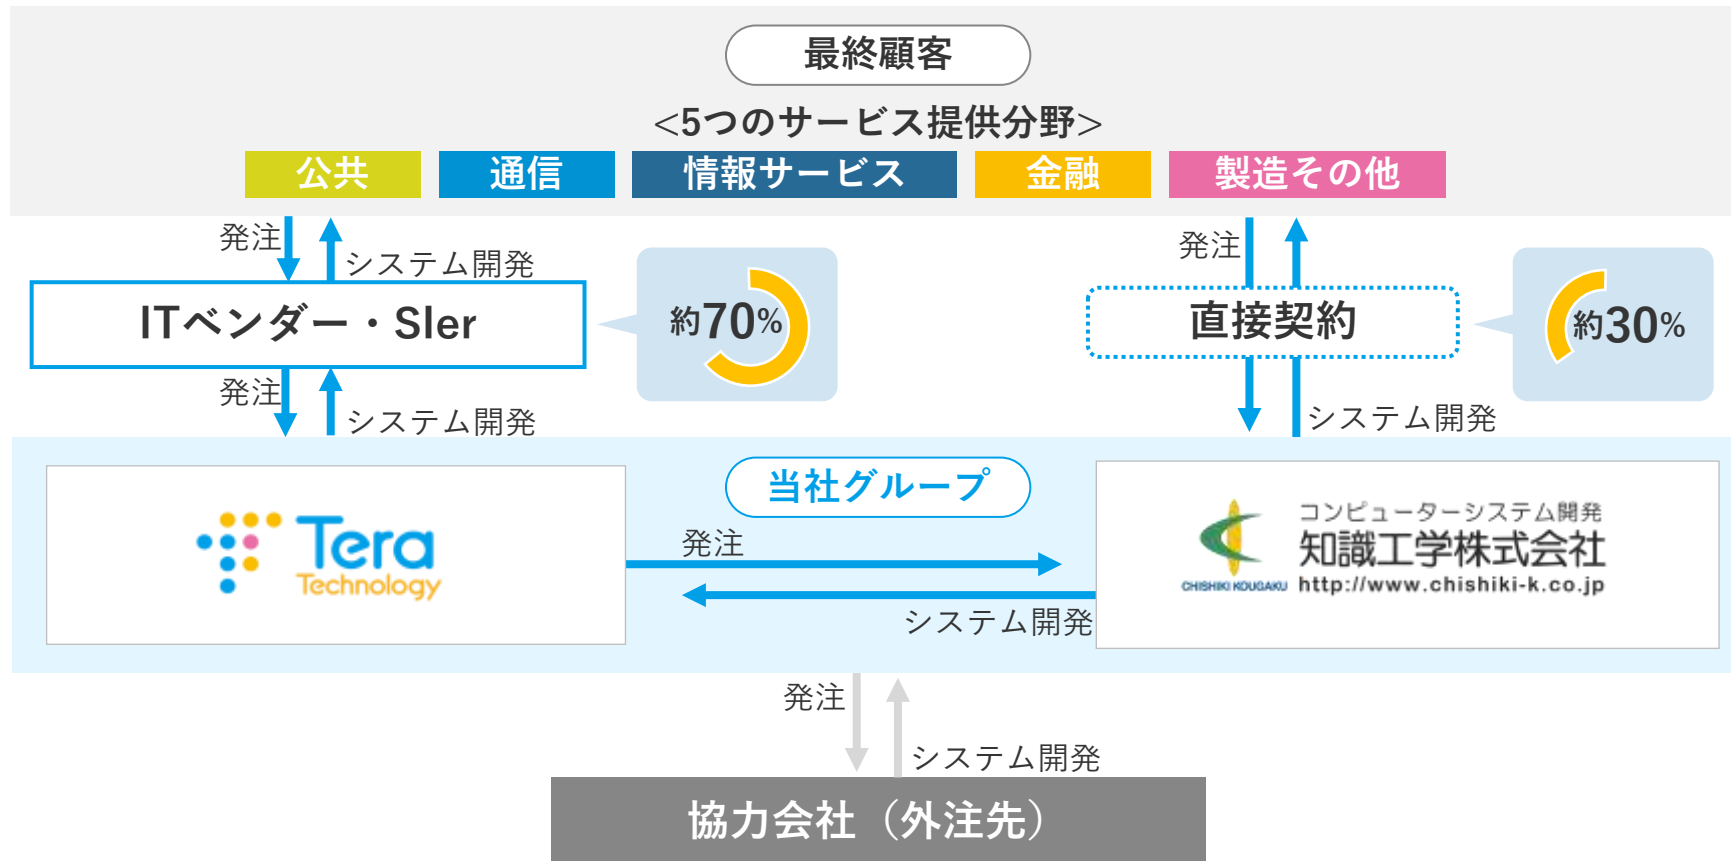 最終顧客
<5つのサービス提供分野>
公共
通信
情報サービス
金融
製造その他
発注
システム開発
発注
ITベンダー・SIer
約70%
直接契約
約30%
発注
システム開発
システム開発
当社グループ
Tera
Technology
発注
システム開発
コンピューターシステム開発
知識工学株式会社
CHISHIKI KOUGAKU
http://www.chishiki-k.co.jp
発注
システム開発
協力会社（外注先）